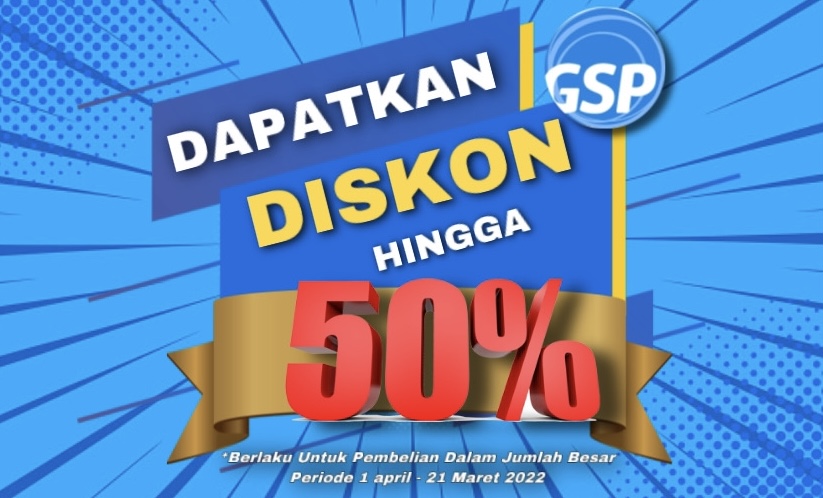 GSP
DAPATKAN
DISKON
HINGGA
50%
*Berlaku Untuk Pembelian Dalam Jumlah Besar
Periode 1 april - 21 Maret 2022